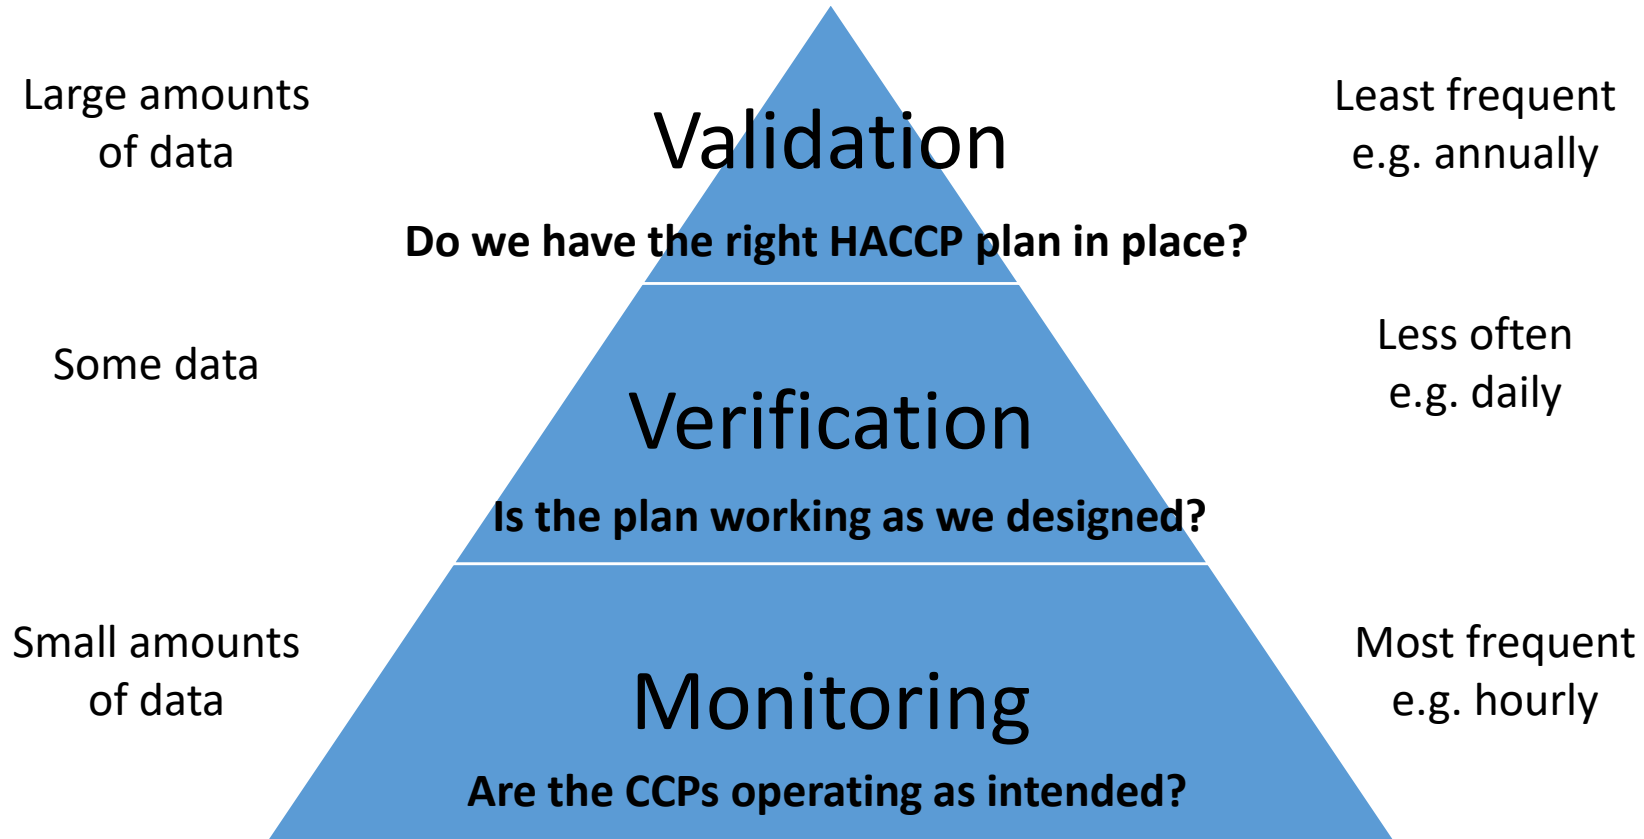 Large amounts
of data
Validation
Least frequent
e.g. annually
Do we have the right HACCP plan in place?
Some data
Verification
Less often
e.g. daily
Is the plan working as we designed?
Small amounts
of data
Monitoring
Most frequent
e.g. hourly
Are the CCPs operating as intended?